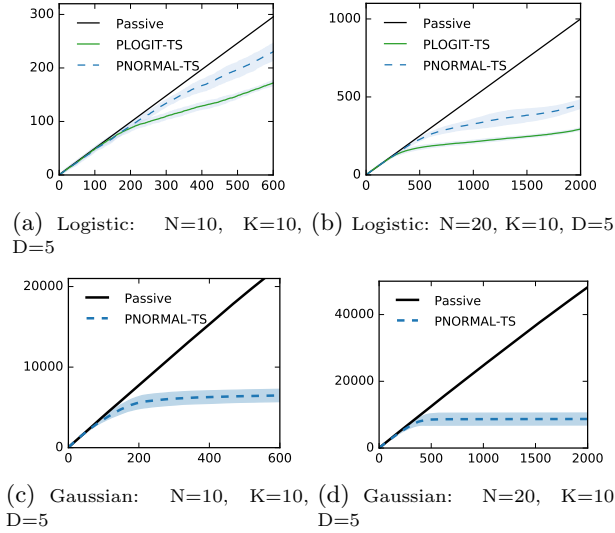 300
200
100
0
0 100 200 300 400 500 600
Passive
PLOGIT-TS
PNORMAL-TS
1000
500
0
0 500 1000 1500 2000
Passive
PLOGIT-TS
PNORMAL-TS
(a) Logistic: N=10, K=10,
D=5
(b) Logistic: N=20, K=10, D=5
20000
10000
0
0 200 400 600
Passive
PNORMAL-TS
40000
20000
0
0 500 1000 1500 2000
Passive
PNORMAL-TS
(c) Gaussian: N=10, K=10,
D=5
(d) Gaussian: N=20, K=10
D=5